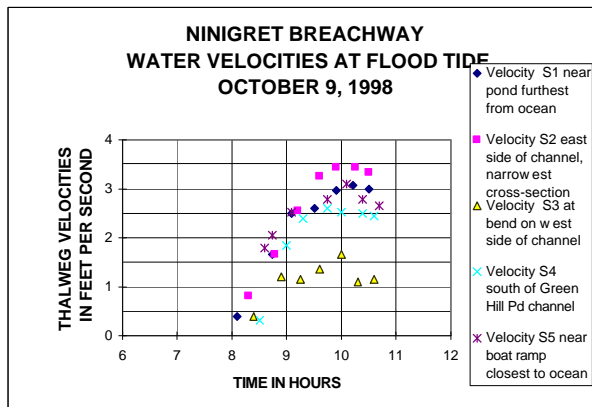 NINIGRET BREACHWAY
WATER VELOCITIES AT FLOOD TIDE
OCTOBER 9, 1998
THALWEG VELOCITIES
IN FEET PER SECOND
4
3
2
1
0
6 7 8 9 10 11 12
TIME IN HOURS
Velocity S1 near
pond furthest
from ocean
Velocity S2 east
side of channel,
narrow est
cross-section
Velocity S3 at
bend on w est
side of channel
Velocity S4
south of Green
Hill Pd channel
Velocity S5 near
boat ramp
closest to ocean